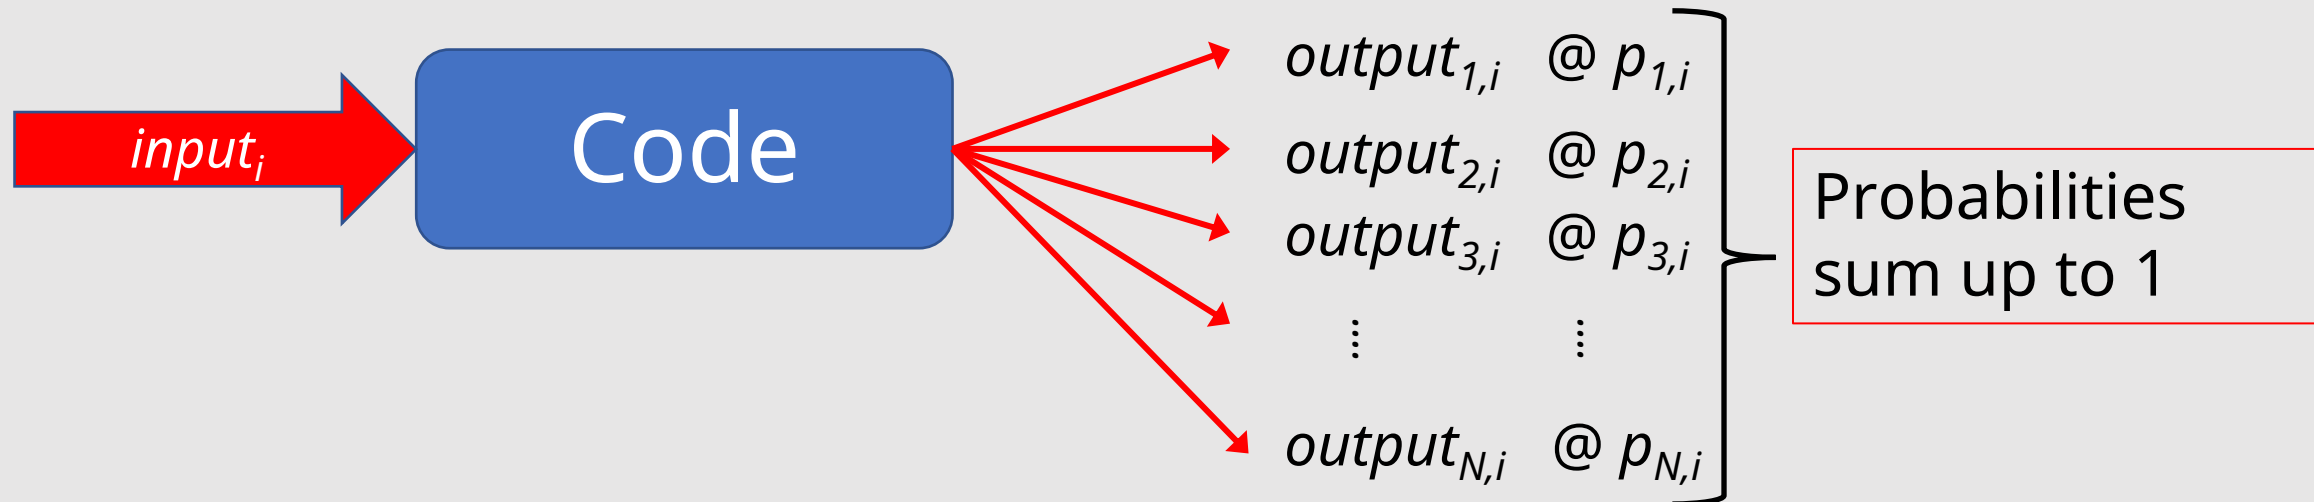 input_i
Code
output_1,i @ p_1,i
output_2,i @ p_2,i
output_3,i @ p_3,i
⋮ ⋮
output_N,i @ p_N,i
Probabilities
sum up to 1